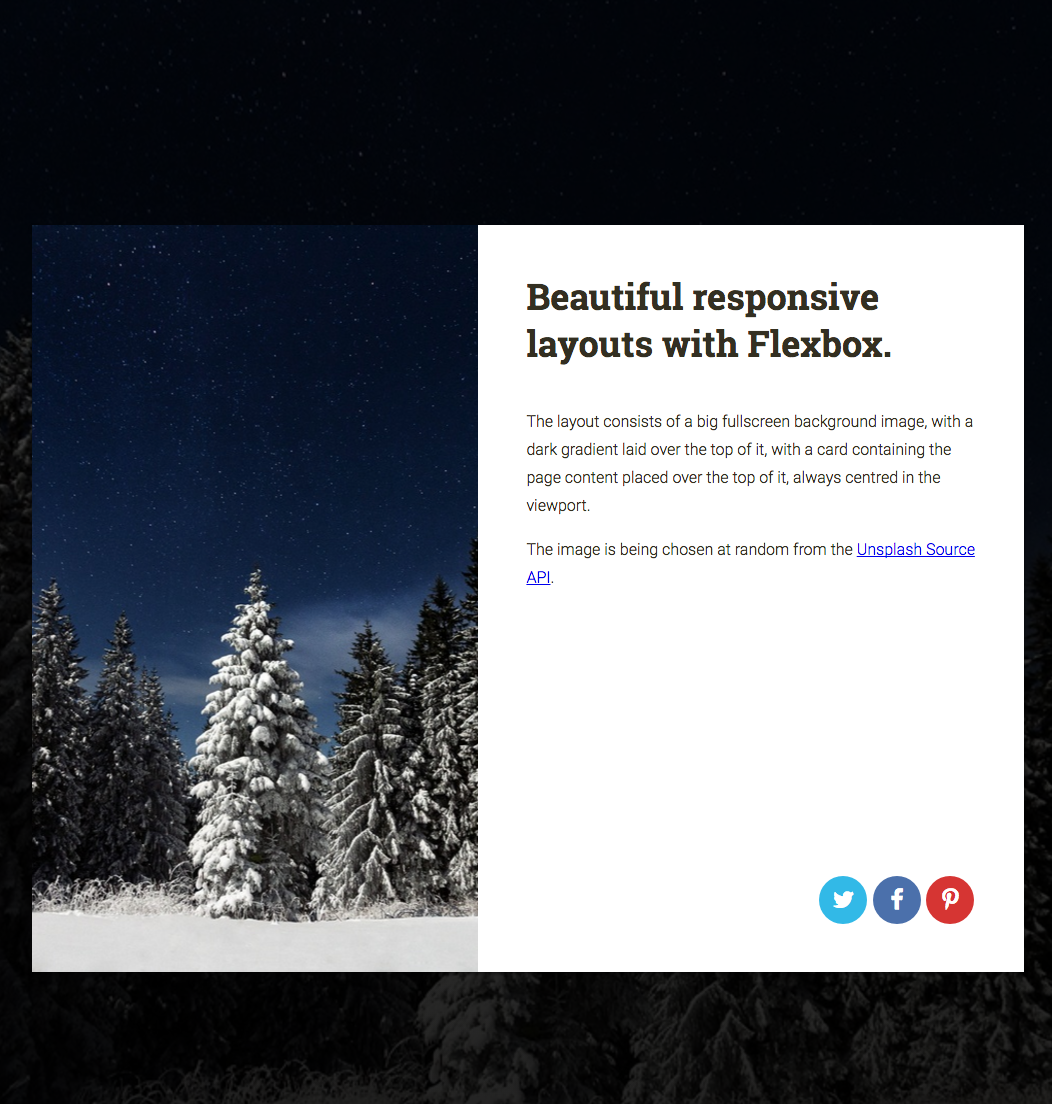 Beautiful responsive
layouts with Flexbox.
The layout consists of a big fullscreen background image, with a
dark gradient laid over the top of it, with a card containing the
page content placed over the top of it, always centred in the
viewport.
The image is being chosen at random from the Unsplash Source
API.